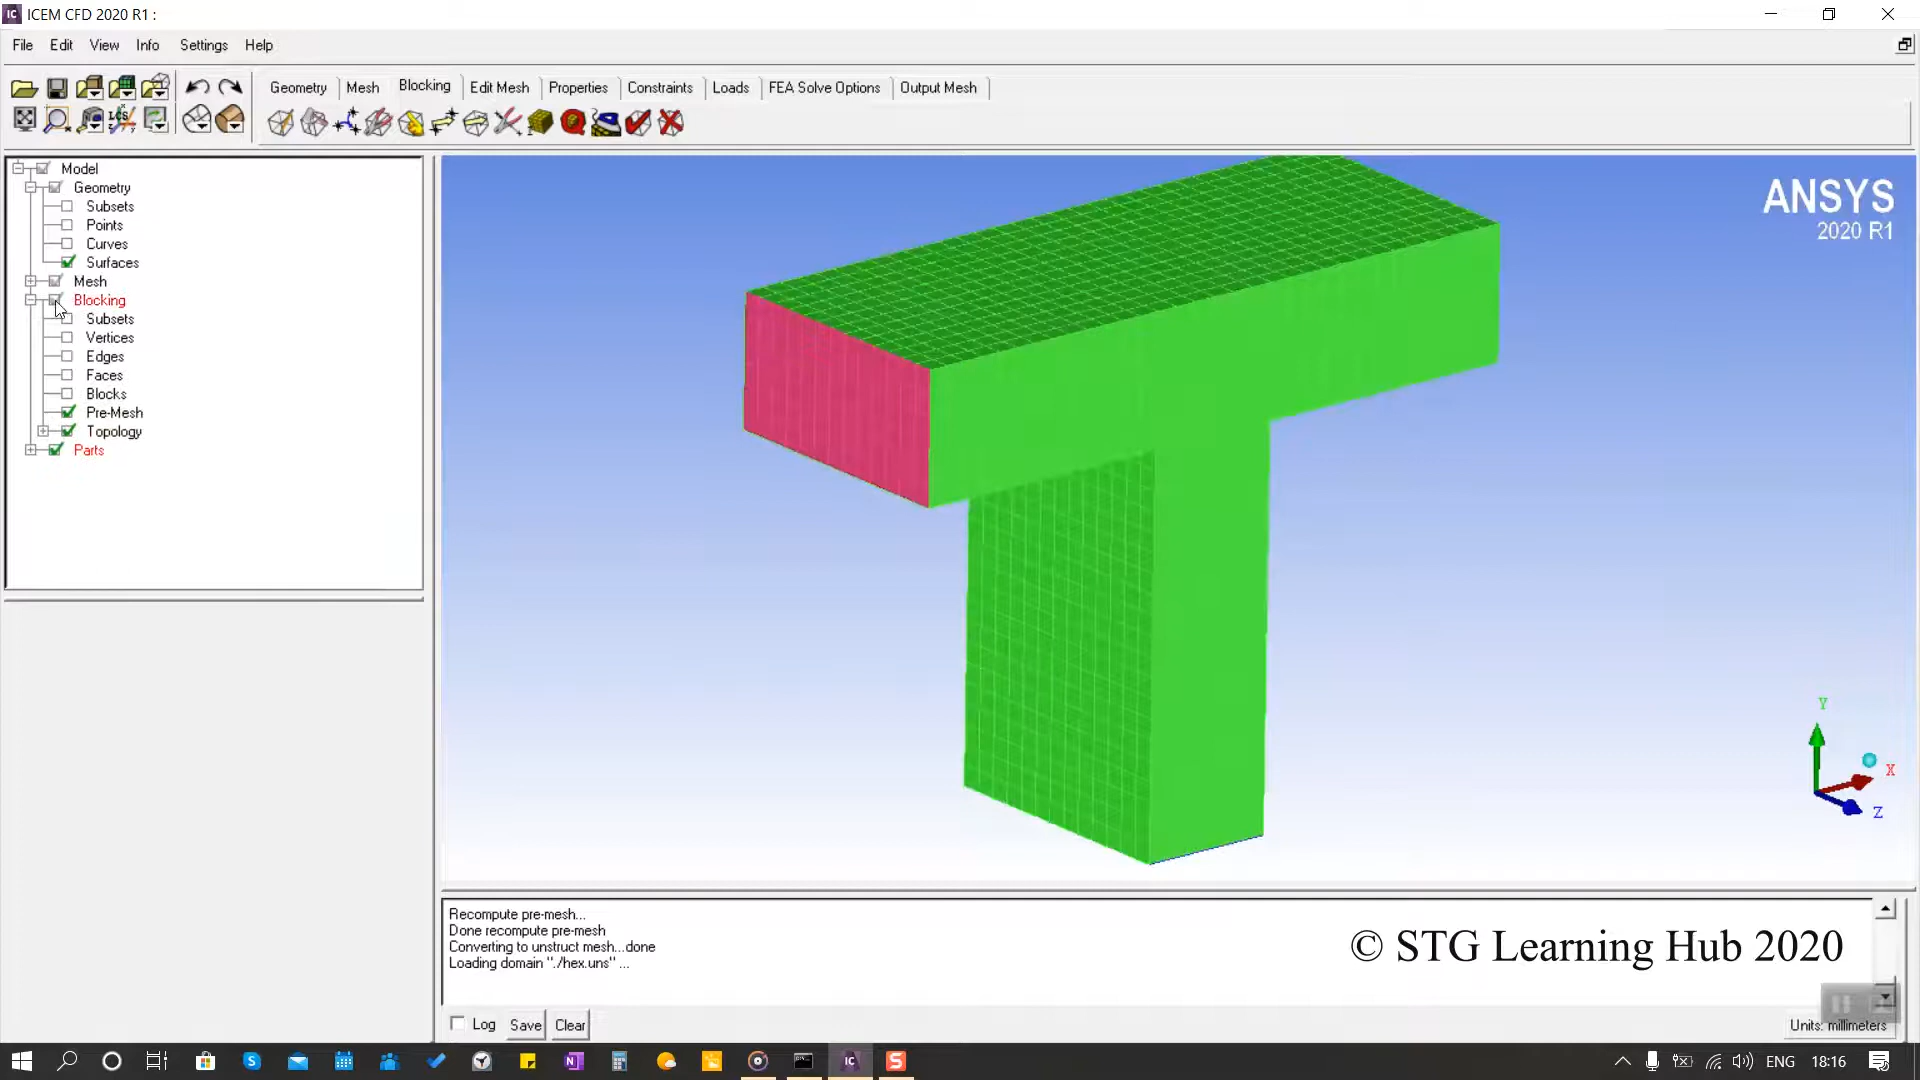 ICEM CFD 2020 R1 :
File Edit View Info Settings Help
Geometry Mesh Blocking Edit Mesh Properties Constraints Loads FEA Solve Options Output Mesh
LCS
Model
Geometry
Subsets
Points
Curves
Surfaces
Mesh
Blocking
Subsets
Vertices
Edges
Faces
Blocks
Pre-Mesh
Topology
Parts
ANSYS
2020 R1
Y
X
Z
Recompute pre-mesh...
Done recompute pre-mesh
Converting to unstruct mesh...done
Loading domain "./hex.uns" ...
© STG Learning Hub 2020
Log Save Clear
Units: millimeters
IC S
ENG 18:16